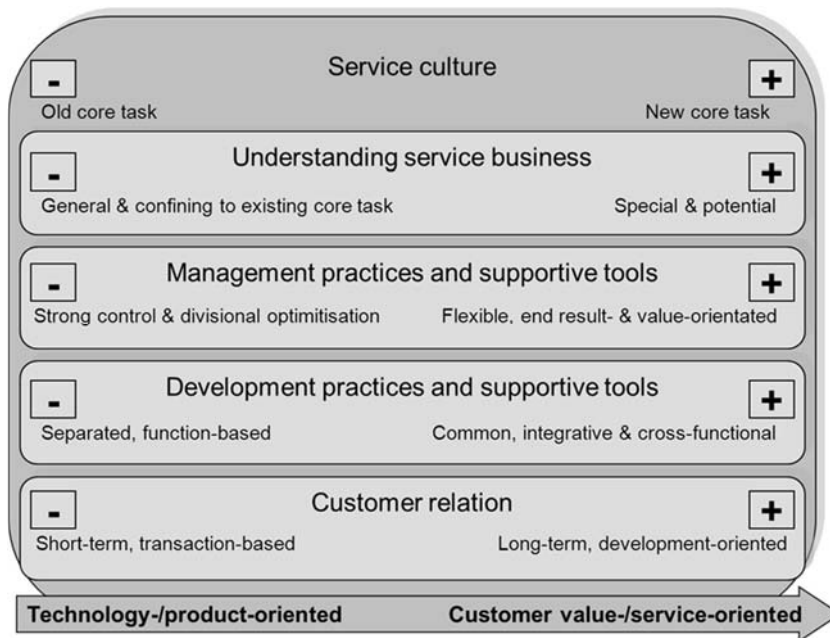 Service culture
- +
Old core task New core task
Understanding service business
- +
General & confining to existing core task Special & potential
Management practices and supportive tools
- +
Strong control & divisional optimitisation Flexible, end result- & value-orientated
Development practices and supportive tools
- +
Separated, function-based Common, integrative & cross-functional
Customer relation
- +
Short-term, transaction-based Long-term, development-oriented
Technology-/product-oriented Customer value-/service-oriented